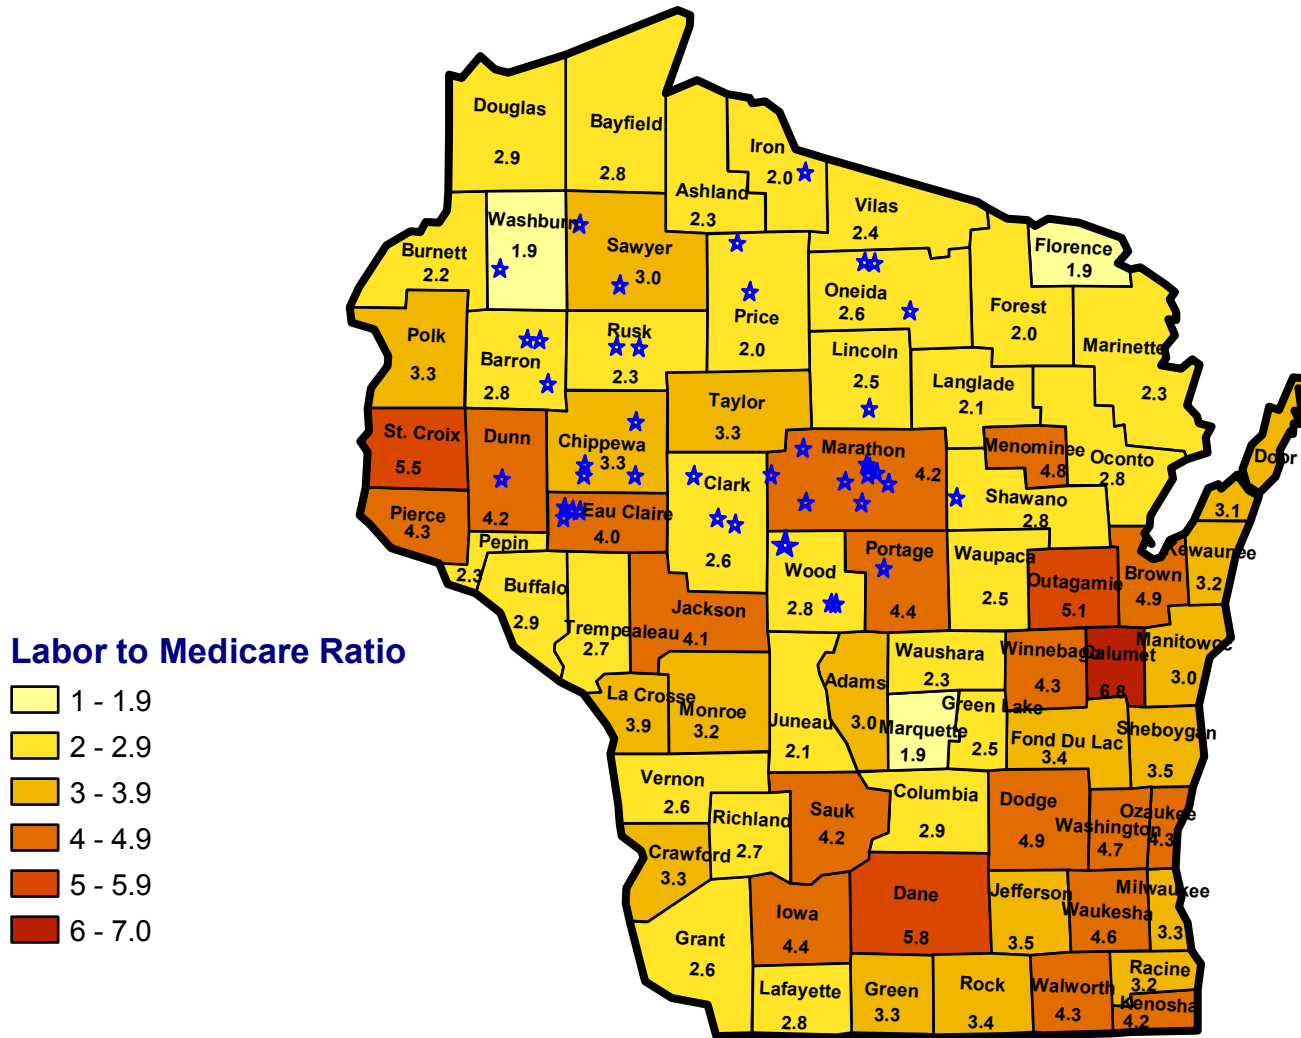 Douglas
2.9
Bayfield
2.8
Ashland
2.3
Iron
2.0
Vilas
2.4
Washburn
1.9
Sawyer
3.0
Burnett
2.2
Florence
1.9
Oneida
2.6
Forest
2.0
Price
2.0
Marinette
2.3
Polk
3.3
Barron
2.8
Rusk
2.3
Lincoln
2.5
Langlade
2.1
Taylor
3.3
St. Croix
5.5
Dunn
4.2
Chippewa
3.3
Marathon
4.2
Menominee
4.8
Oconto
2.8
Door
3.1
Clark
2.6
Shawano
2.8
Pierce
4.3
Eau Claire
4.0
Pepin
2.3
Buffalo
2.9
Wood
2.8
Portage
4.4
Waupaca
2.5
Outagamie
5.1
Brown
4.9
Kewaunee
3.2
Trempealeau
2.7
Jackson
4.1
Labor to Medicare Ratio
1 - 1.9
2 - 2.9
3 - 3.9
4 - 4.9
5 - 5.9
6 - 7.0
Waushara
2.3
Winnebago
4.3
Calumet
6.8
Manitowoc
3.0
La Crosse
3.9
Monroe
3.2
Juneau
2.1
Adams
3.0
Marquette
1.9
Green Lake
2.5
Fond Du Lac
3.4
Sheboygan
3.5
Vernon
2.6
Richland
2.7
Sauk
4.2
Columbia
2.9
Dodge
4.9
Washington
4.7
Ozaukee
4.3
Crawford
3.3
Iowa
4.4
Dane
5.8
Jefferson
3.5
Waukesha
4.6
Milwaukee
3.3
Grant
2.6
Lafayette
2.8
Green
3.3
Rock
3.4
Walworth
4.3
Racine
3.2
Kenosha
4.2